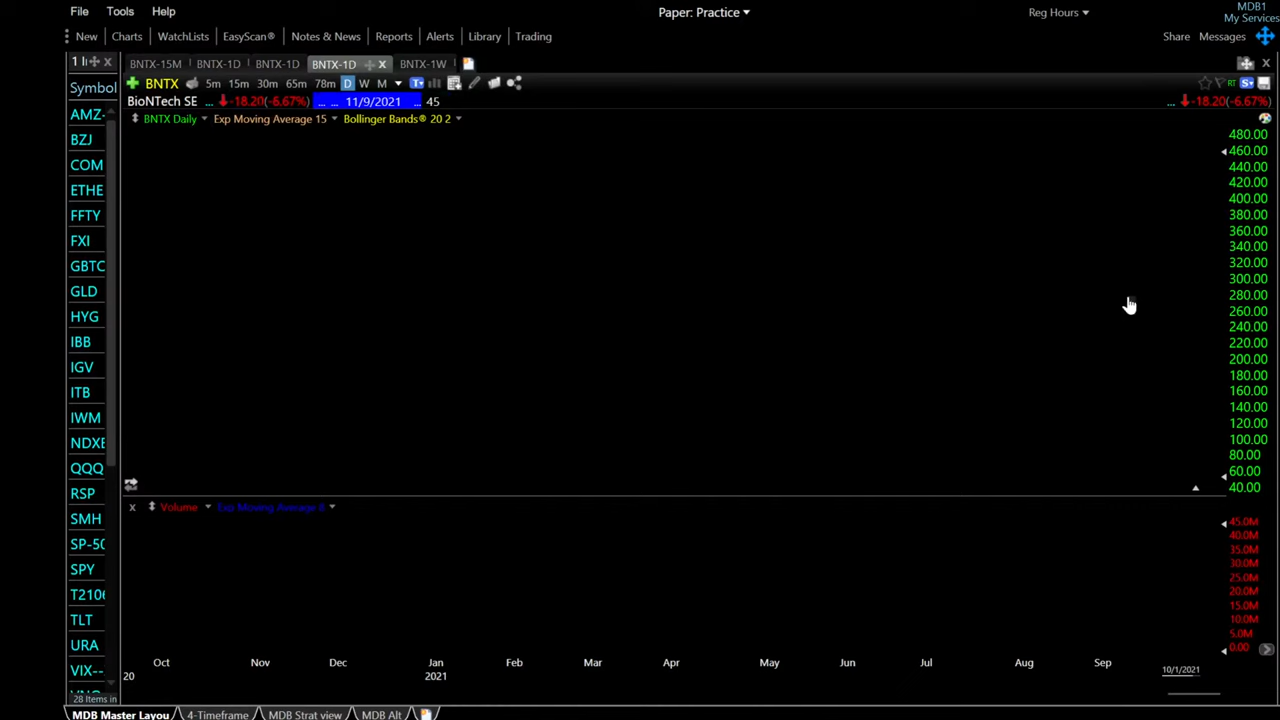 File Tools Help Paper: Practice Reg Hours MDB1
My Services
New Charts WatchLists EasyScan® Notes & News Reports Alerts Library Trading Share Messages
BNTX-15M BNTX-1D BNTX-1D BNTX-1D BNTX-1W
BNTX 5m 15m 30m 65m 78m D W M T RT S
BioNTech SE ... -18.20(-6.67%) ... ... 11/9/2021 ... 45 ... -18.20(-6.67%)
BNTX Daily Exp Moving Average 15 Bollinger Bands® 20 2
Symbol
AMZ-
BZJ
COM
ETHE
FFTY
FXI
GBTC
GLD
HYG
IBB
IGV
ITB
IWM
NDXE
QQQ
RSP
SMH
SP-50
SPY
T2106
TLT
URA
VIX--
28 Items in
480.00
460.00
440.00
420.00
400.00
380.00
360.00
340.00
320.00
300.00
280.00
260.00
240.00
220.00
200.00
180.00
160.00
140.00
120.00
100.00
80.00
60.00
40.00
x Volume Exp Moving Average 6
45.0M
40.0M
35.0M
30.0M
25.0M
20.0M
15.0M
10.0M
5.0M
0.00
Oct Nov Dec Jan Feb Mar Apr May Jun Jul Aug Sep 10/1/2021
20 2021
MDB Master Layou 4-Timeframe MDB Strat view MDB Alt